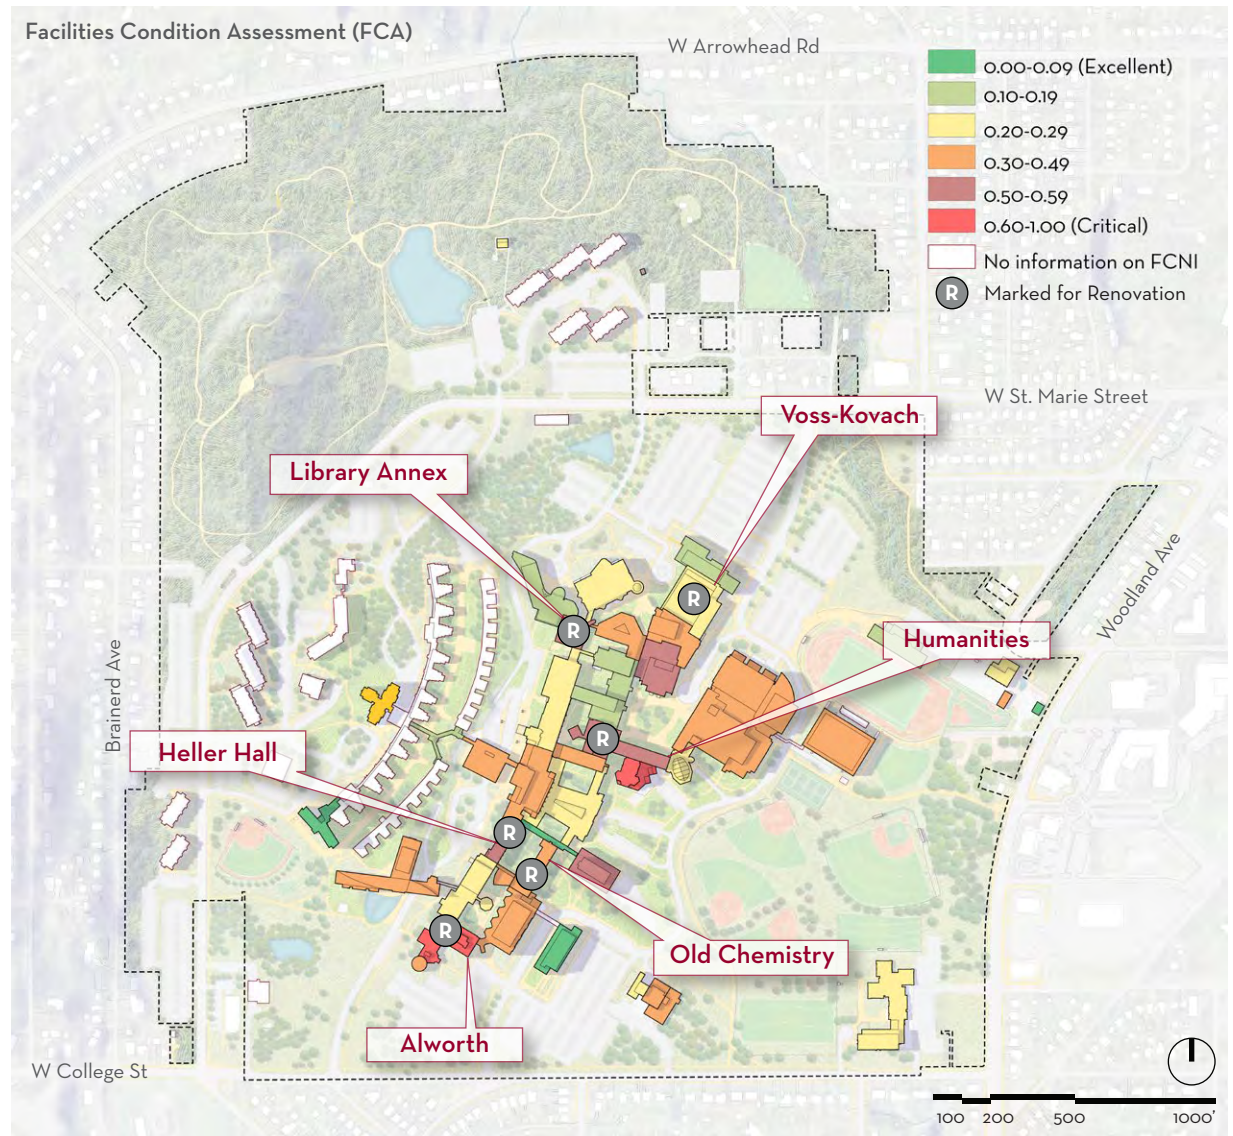 Facilities Condition Assessment (FCA)
W Arrowhead Rd
0.00-0.09 (Excellent)
0.10-0.19
0.20-0.29
0.30-0.49
0.50-0.59
0.60-1.00 (Critical)
No information on FCNI
R Marked for Renovation
W St. Marie Street
Voss-Kovach
Library Annex
Woodland Ave
R
R
Humanities
Brainerd Ave
Heller Hall
R
R
R
R
Old Chemistry
Alworth
W College St
100 200 500 1000'